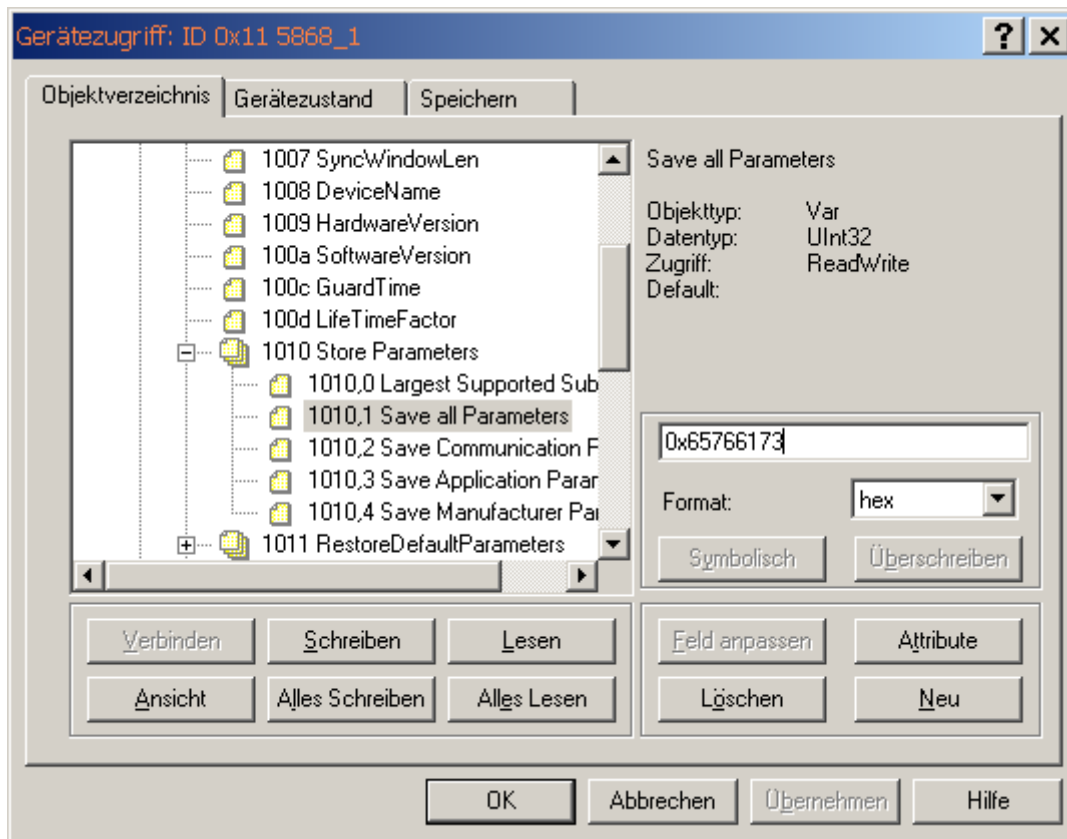 Gerätezugriff: ID 0x11 5868_1
Objektverzeichnis Gerätezustand Speichern
1007 SyncWindowLen
1008 DeviceName
1009 HardwareVersion
100a SoftwareVersion
100c GuardTime
100d LifeTimeFactor
1010 Store Parameters
1010,0 Largest Supported Sub
1010,1 Save all Parameters
1010,2 Save Communication F
1010,3 Save Application Parar
1010,4 Save Manufacturer Pa
1011 RestoreDefaultParameters
Save all Parameters
Objekttyp: Var
Datentyp: UInt32
Zugriff: ReadWrite
Default:
0x65766173
Format: hex
Symbolisch Überschreiben
Verbinden Schreiben Lesen
Ansicht Alles Schreiben Alles Lesen
Feld anpassen Attribute
Löschen Neu
OK Abbrechen Übernehmen Hilfe